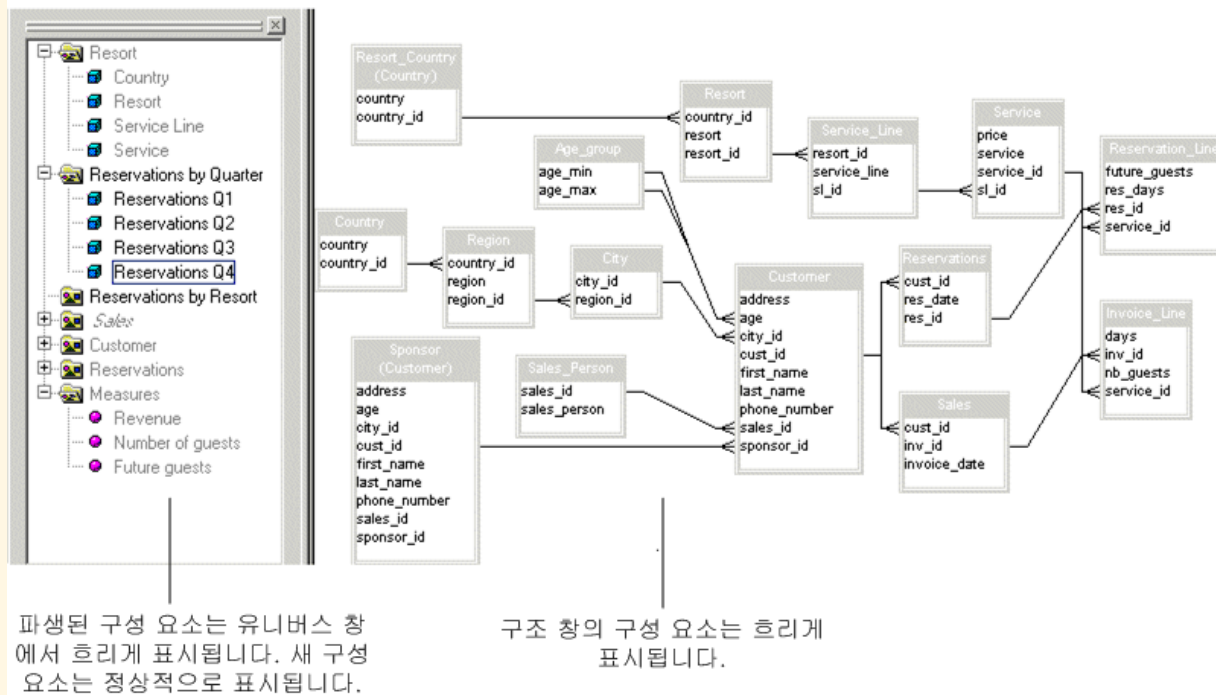 Resort
Country
Resort
Service Line
Service
Reservations by Quarter
Reservations Q1
Reservations Q2
Reservations Q3
Reservations Q4
Reservations by Resort
Sales
Customer
Reservations
Measures
Revenue
Number of guests
Future guests
Resort_Country
(Country)
country
country_id
Resort
country_id
resort
resort_id
Service_Line
resort_id
service_line
sl_id
Service
price
service
service_id
sl_id
Reservation_Line
future_guests
res_days
res_id
service_id
Age_group
age_min
age_max
Country
country
country_id
Region
country_id
region
region_id
City
city_id
region_id
Customer
address
age
city_id
cust_id
first_name
last_name
phone_number
sales_id
sponsor_id
Reservations
cust_id
res_date
res_id
Invoice_Line
days
inv_id
nb_guests
service_id
Sponsor
(Customer)
address
age
city_id
cust_id
first_name
last_name
phone_number
sales_id
sponsor_id
Sales_Person
sales_id
sales_person
Sales
cust_id
inv_id
invoice_date
파생된 구성 요소는 유니버스 창
에서 흐리게 표시됩니다. 새 구성
요소는 정상적으로 표시됩니다.
구조 창의 구성 요소는 흐리게
표시됩니다.